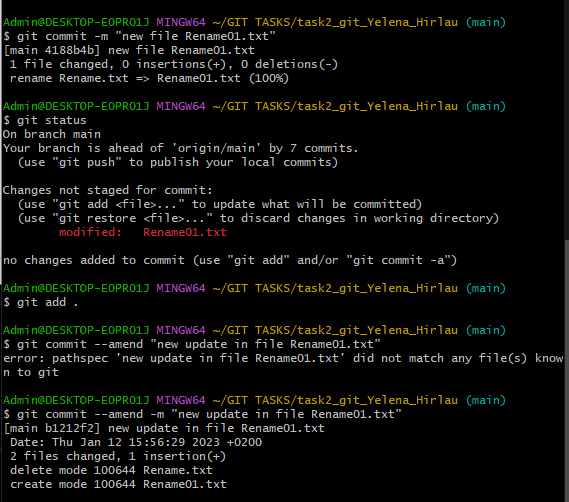 Admin@DESKTOP-EOPRO1J MINGW64 ~/GIT TASKS/task2_git_Yelena_Hirlau (main)
$ git commit -m "new file Rename01.txt"
[main 4188b4b] new file Rename01.txt
 1 file changed, 0 insertions(+), 0 deletions(-)
 rename Rename.txt => Rename01.txt (100%)
Admin@DESKTOP-EOPRO1J MINGW64 ~/GIT TASKS/task2_git_Yelena_Hirlau (main)
$ git status
On branch main
Your branch is ahead of 'origin/main' by 7 commits.
  (use "git push" to publish your local commits)
Changes not staged for commit:
  (use "git add <file>..." to update what will be committed)
  (use "git restore <file>..." to discard changes in working directory)
        modified:   Rename01.txt
no changes added to commit (use "git add" and/or "git commit -a")
Admin@DESKTOP-EOPRO1J MINGW64 ~/GIT TASKS/task2_git_Yelena_Hirlau (main)
$ git add .
Admin@DESKTOP-EOPRO1J MINGW64 ~/GIT TASKS/task2_git_Yelena_Hirlau (main)
$ git commit --amend "new update in file Rename01.txt"
error: pathspec 'new update in file Rename01.txt' did not match any file(s) know
n to git
Admin@DESKTOP-EOPRO1J MINGW64 ~/GIT TASKS/task2_git_Yelena_Hirlau (main)
$ git commit --amend -m "new update in file Rename01.txt"
[main b1212f2] new update in file Rename01.txt
 Date: Thu Jan 12 15:56:29 2023 +0200
 2 files changed, 1 insertion(+)
 delete mode 100644 Rename.txt
 create mode 100644 Rename01.txt